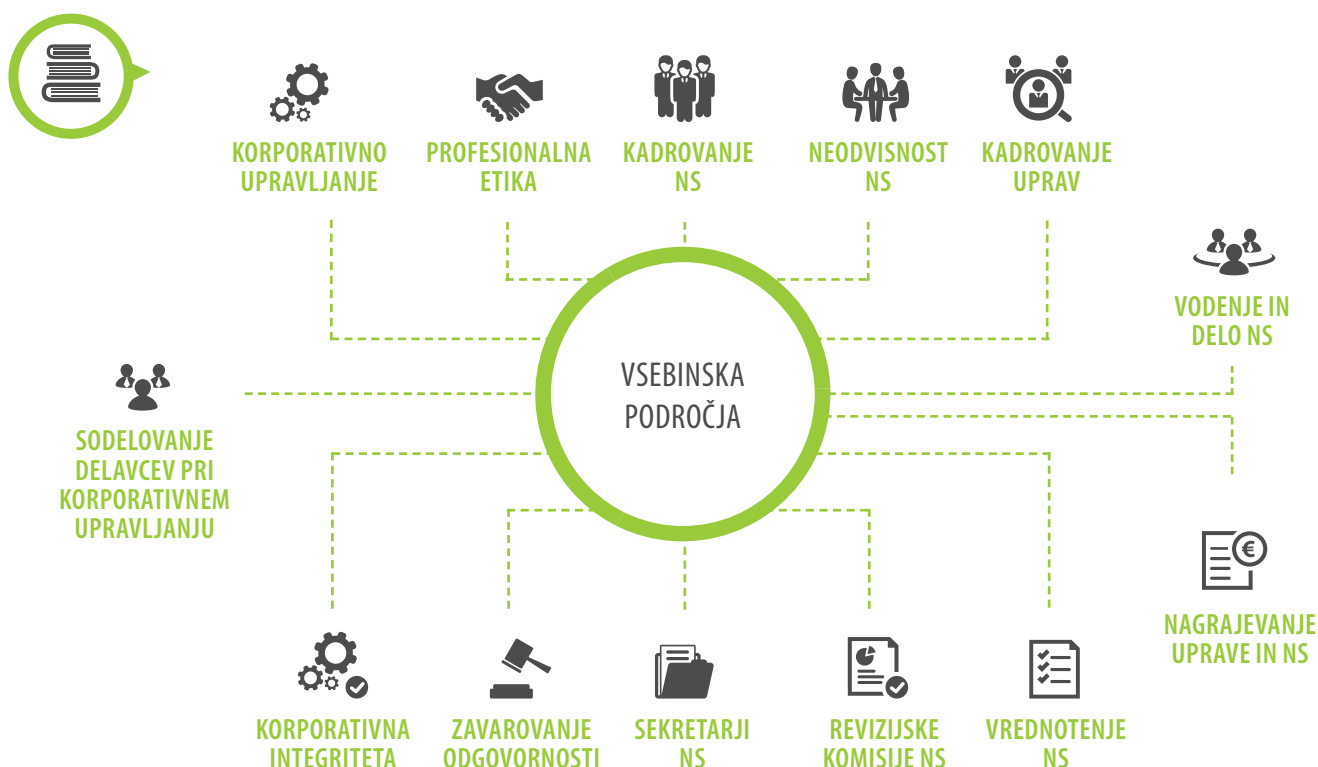 KORPORATIVNO
UPRAVLJANJE
PROFESIONALNA
ETIKA
KADROVANJE
NS
NEODVISNOST
NS
KADROVANJE
UPRAV
VODENJE IN
DELO NS
VSEBINSKA
PODROČJA
SODELOVANJE
DELAVCEV PRI
KORPORATIVNEM
UPRAVLJANJU
€
NAGRAJEVANJE
UPRAVE IN NS
KORPORATIVNA
INTEGRITETA
ZAVAROVANJE
ODGOVORNOSTI
SEKRETARJI
NS
REVIZIJSKE
KOMISIJE NS
VREDNOTENJE
NS